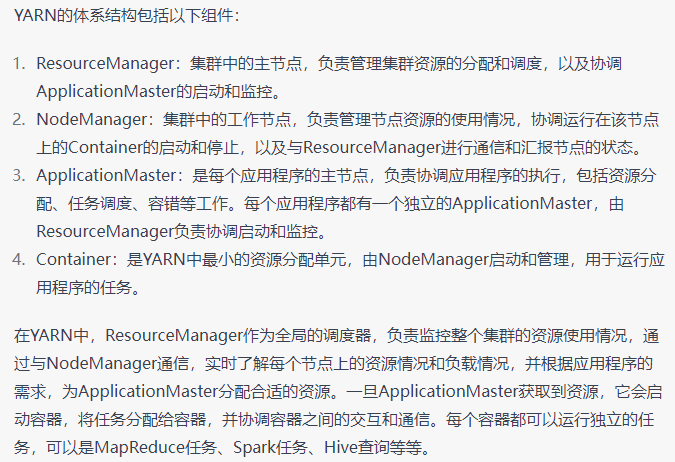 YARN的体系结构包括以下组件：
1. ResourceManager：集群中的主节点，负责管理集群资源的分配和调度，以及协调
ApplicationMaster的启动和监控。
2. NodeManager：集群中的工作节点，负责管理节点资源的使用情况，协调运行在该节点
上的Container的启动和停止，以及与ResourceManager进行通信和汇报节点的状态。
3. ApplicationMaster：是每个应用程序的主节点，负责协调应用程序的执行，包括资源分
配、任务调度、容错等工作。每个应用程序都有一个独立的ApplicationMaster，由
ResourceManager负责协调启动和监控。
4. Container：是YARN中最小的资源分配单元，由NodeManager启动和管理，用于运行应
用程序的任务。
在YARN中，ResourceManager作为全局的调度器，负责监控整个集群的资源使用情况，通
过与NodeManager通信，实时了解每个节点上的资源情况和负载情况，并根据应用程序的
需求，为ApplicationMaster分配合适的资源。一旦ApplicationMaster获取到资源，它会启
动容器，将任务分配给容器，并协调容器之间的交互和通信。每个容器都可以运行独立的任
务，可以是MapReduce任务、Spark任务、Hive查询等等。